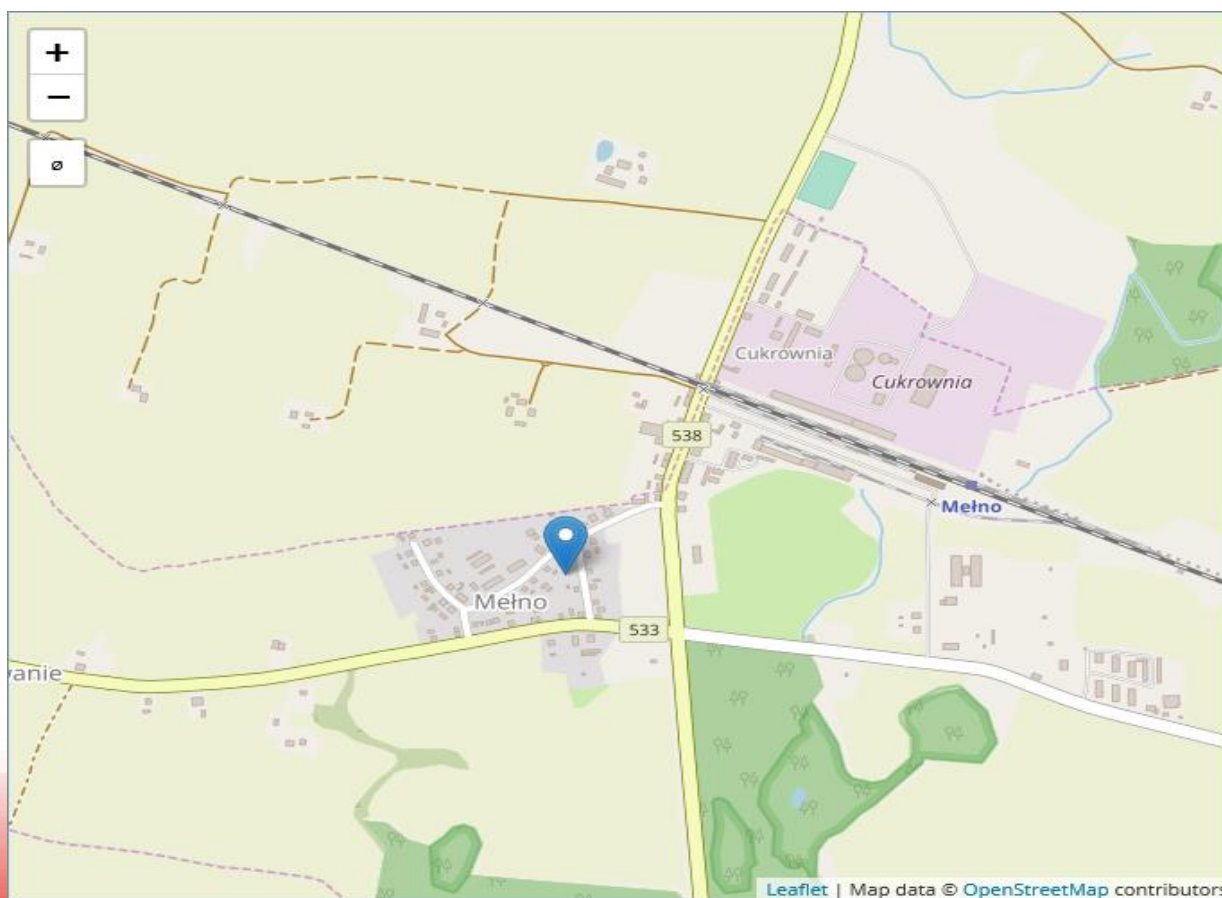 +
−
⌀
Cukrownia
Cukrownia
538
Mełno
Mełno
533
wanie
Leaflet | Map data © OpenStreetMap contributors